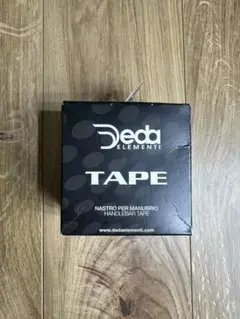 Deda
ELEMENTI
TAPE
NASTRO PER MANUBRIO
HANDLEBAR TAPE
www.dedaelementi.com